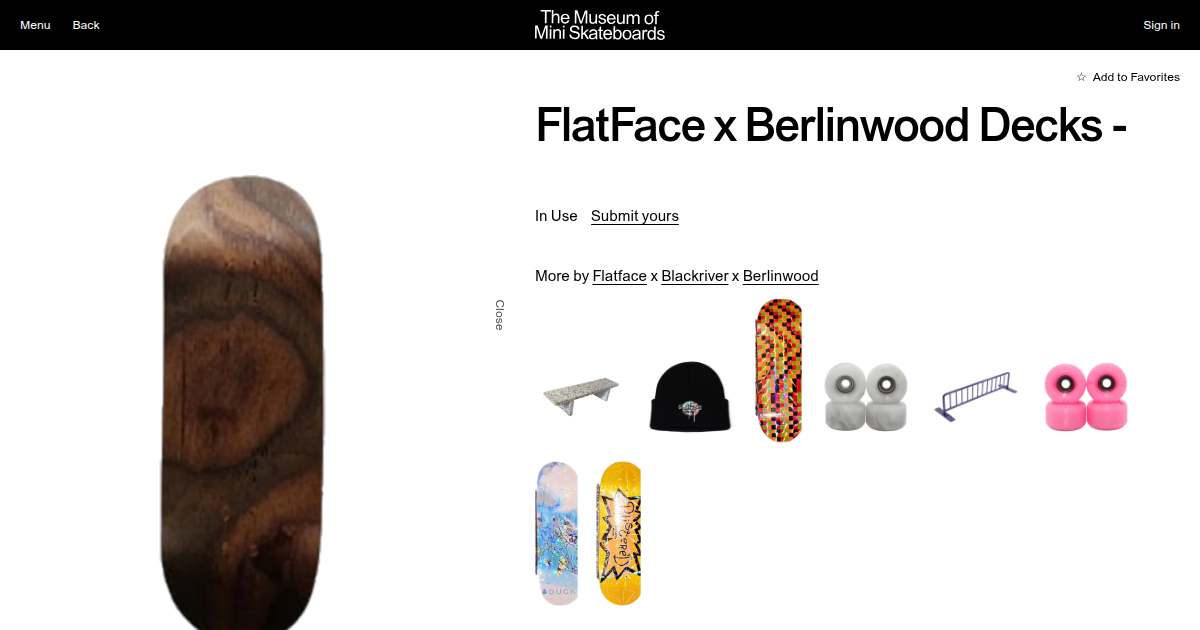 Menu
Back
The Museum of
Mini Skateboards
Sign in
☆ Add to Favorites
FlatFace x Berlinwood Decks -
In Use Submit yours
More by Flatface x Blackriver x Berlinwood
Close
DUCK